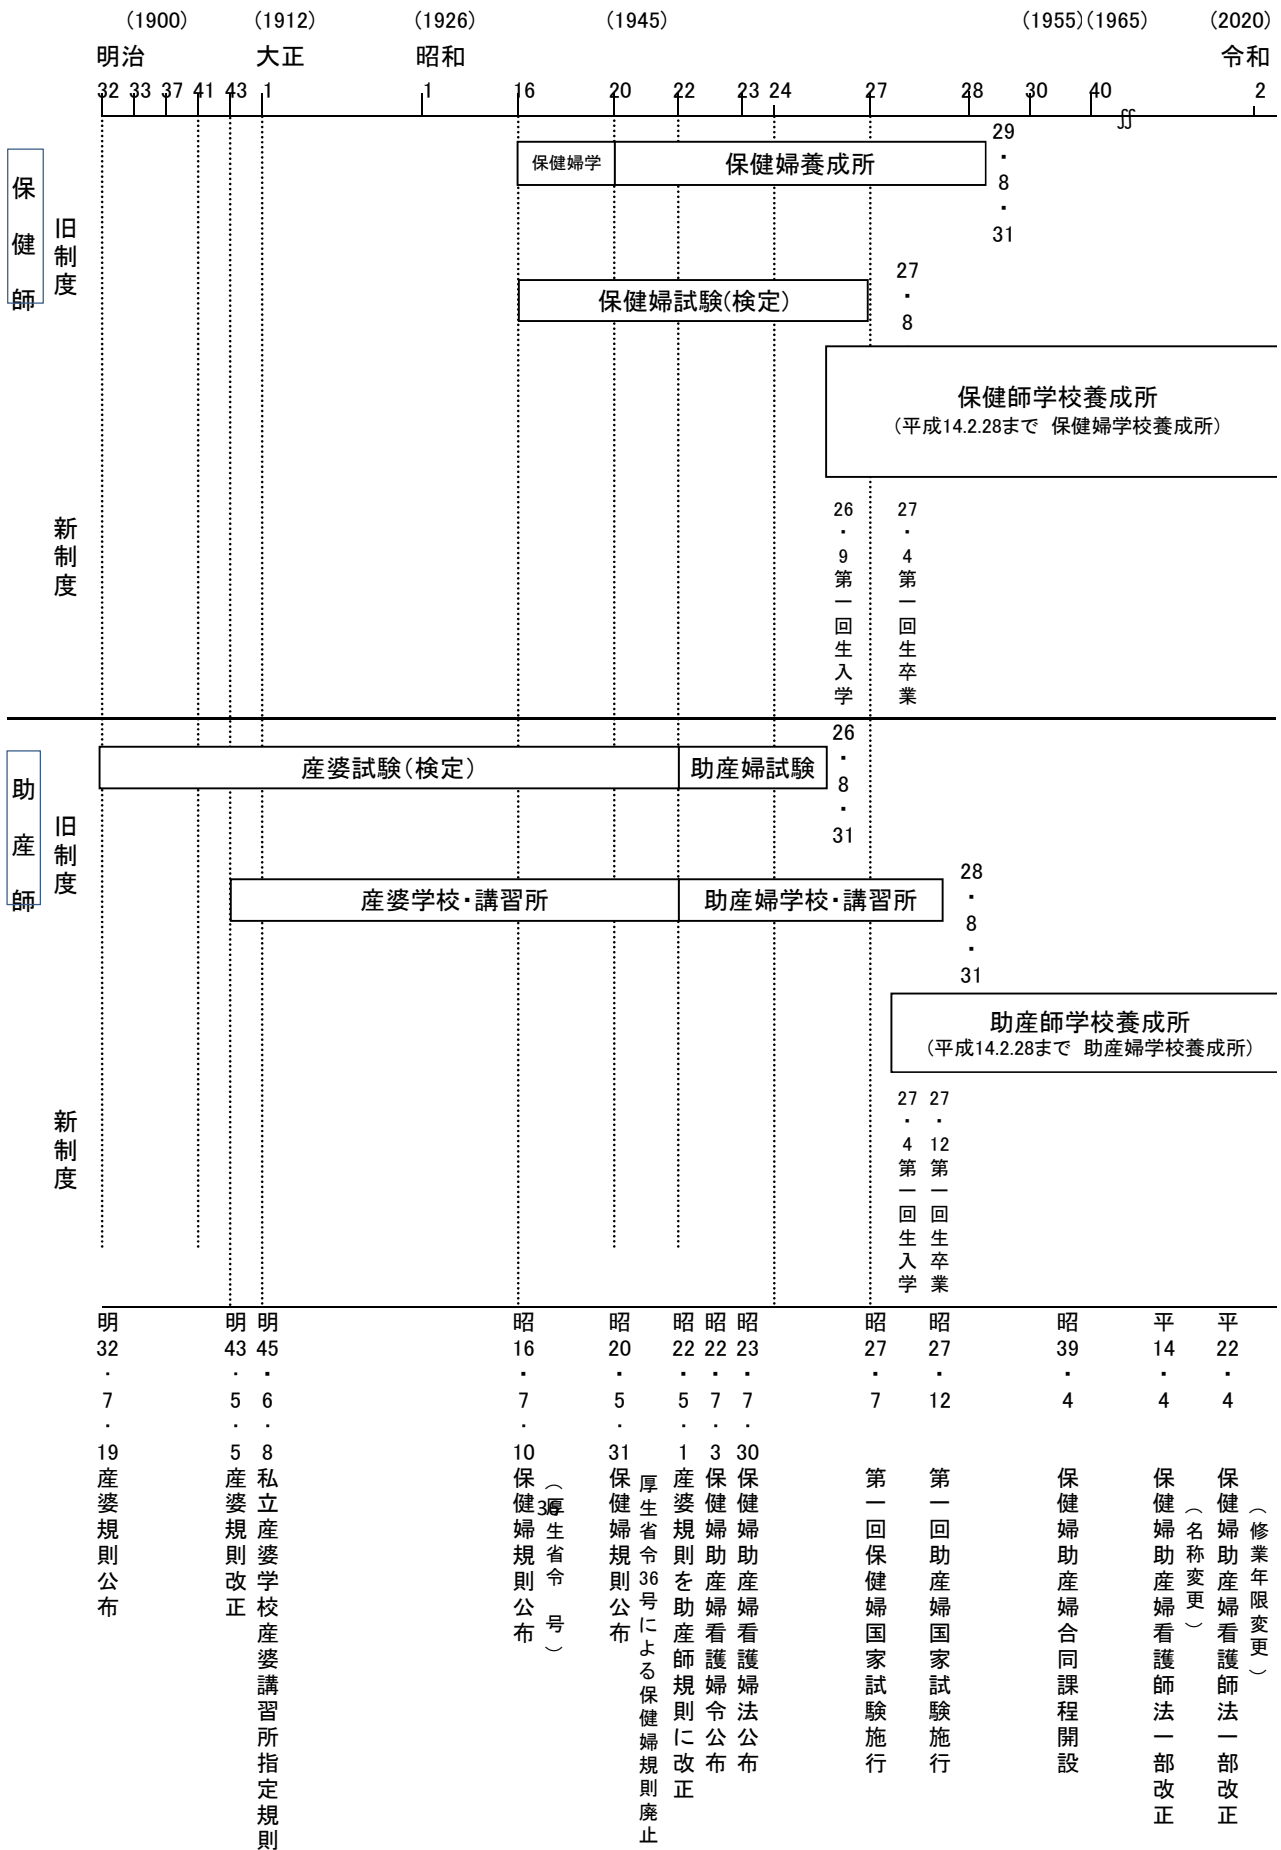 (1900) (1912) (1926) (1945) (1955)(1965) (2020)
明治 大正 昭和 令和
32 33 37 41 43 1 1 16 20 22 23 24 27 28 30 40 2
保健師
旧制度
保健婦学
保健婦養成所
29・8・31
保健婦試験(検定)
27・8
新制度
保健師学校養成所
(平成14.2.28まで 保健婦学校養成所)
26・9第一回生入学
27・4第一回生卒業
助産師
旧制度
産婆試験(検定)
助産婦試験
26・8・31
産婆学校・講習所
助産婦学校・講習所
28・8・31
新制度
助産師学校養成所
(平成14.2.28まで 助産婦学校養成所)
27・4第一回生入学
27・12第一回生卒業
明32・7・19産婆規則公布
明43・5・5産婆規則改正
明45・6・8私立産婆学校産婆講習所指定規則
昭16・7・10保健婦規則公布
(厚生省令36号)
昭20・5・31保健婦規則公布
厚生省令36号による保健婦規則廃止
昭22・5・1産婆規則を助産師規則に改正
昭22・7・3保健婦助産婦看護婦令公布
昭23・7・30保健婦助産婦看護婦法公布
昭27・7第一回保健婦国家試験施行
昭27・12第一回助産婦国家試験施行
昭39・4保健婦助産婦合同課程開設
平14・4保健婦助産婦看護師法一部改正
(名称変更)
平22・4保健婦助産婦看護師法一部改正
(修業年限変更)